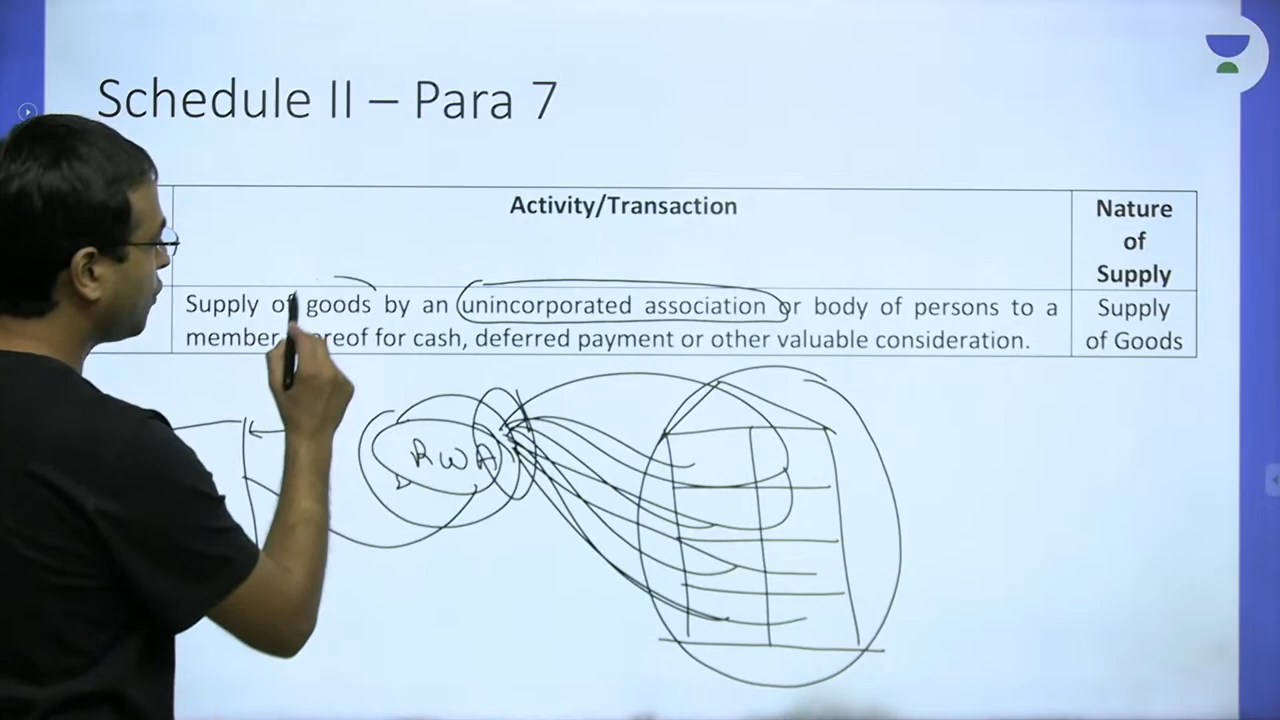 Schedule II – Para 7
Activity/Transaction
Nature
of
Supply
Supply of goods by an unincorporated association or body of persons to a
member thereof for cash, deferred payment or other valuable consideration.
Supply
of Goods
RWA